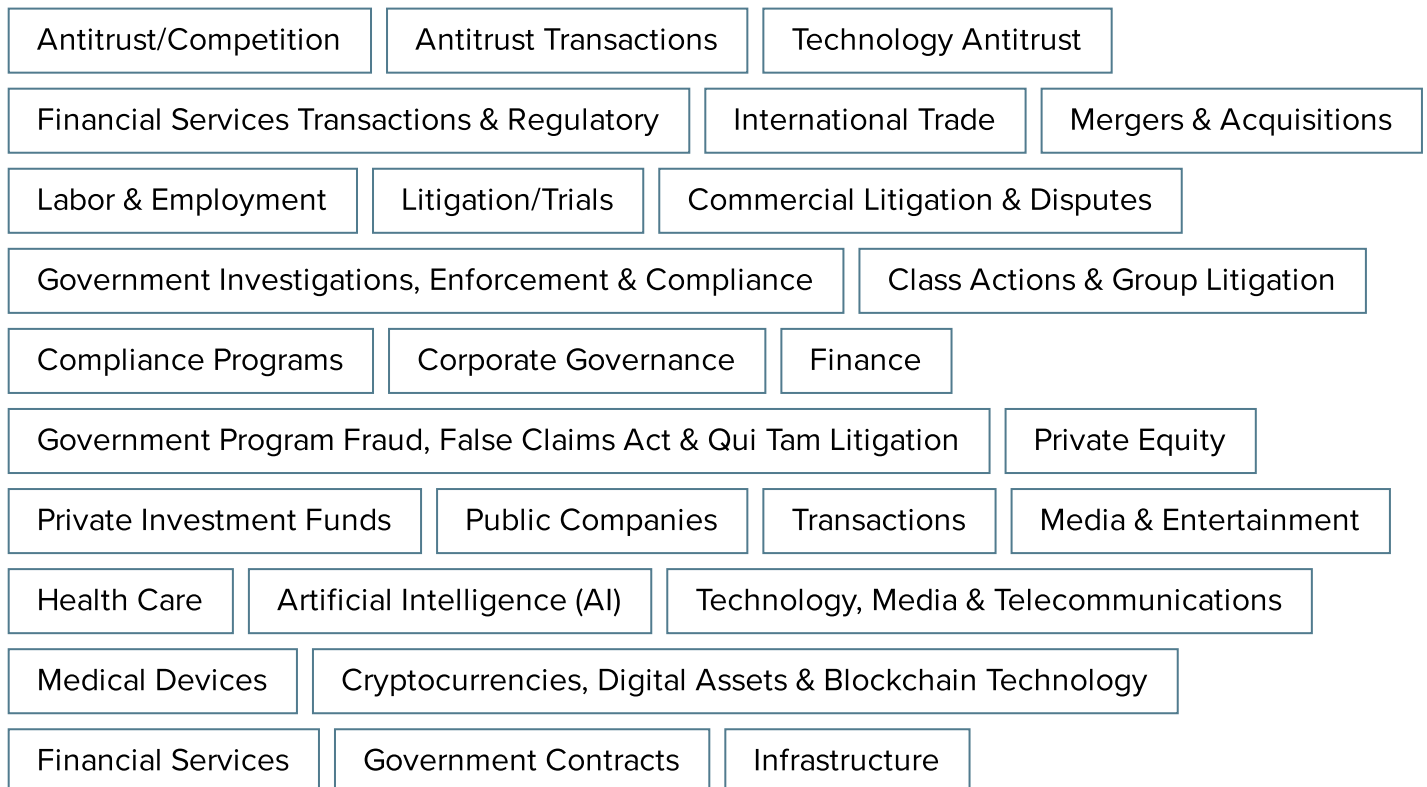 Antitrust/Competition Antitrust Transactions Technology Antitrust
Financial Services Transactions & Regulatory International Trade Mergers & Acquisitions
Labor & Employment Litigation/Trials Commercial Litigation & Disputes
Government Investigations, Enforcement & Compliance Class Actions & Group Litigation
Compliance Programs Corporate Governance Finance
Government Program Fraud, False Claims Act & Qui Tam Litigation Private Equity
Private Investment Funds Public Companies Transactions Media & Entertainment
Health Care Artificial Intelligence (AI) Technology, Media & Telecommunications
Medical Devices Cryptocurrencies, Digital Assets & Blockchain Technology
Financial Services Government Contracts Infrastructure